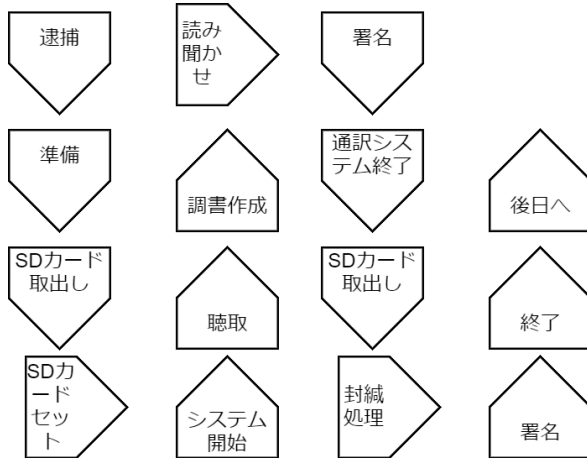 逮捕
読み
聞か
せ
署名
準備
調書作成
通訳シス
テム終了
後日へ
SDカード
取出し
聴取
SDカード
取出し
終了
SDカ
ード
セッ
ト
システム
開始
封緘
処理
署名